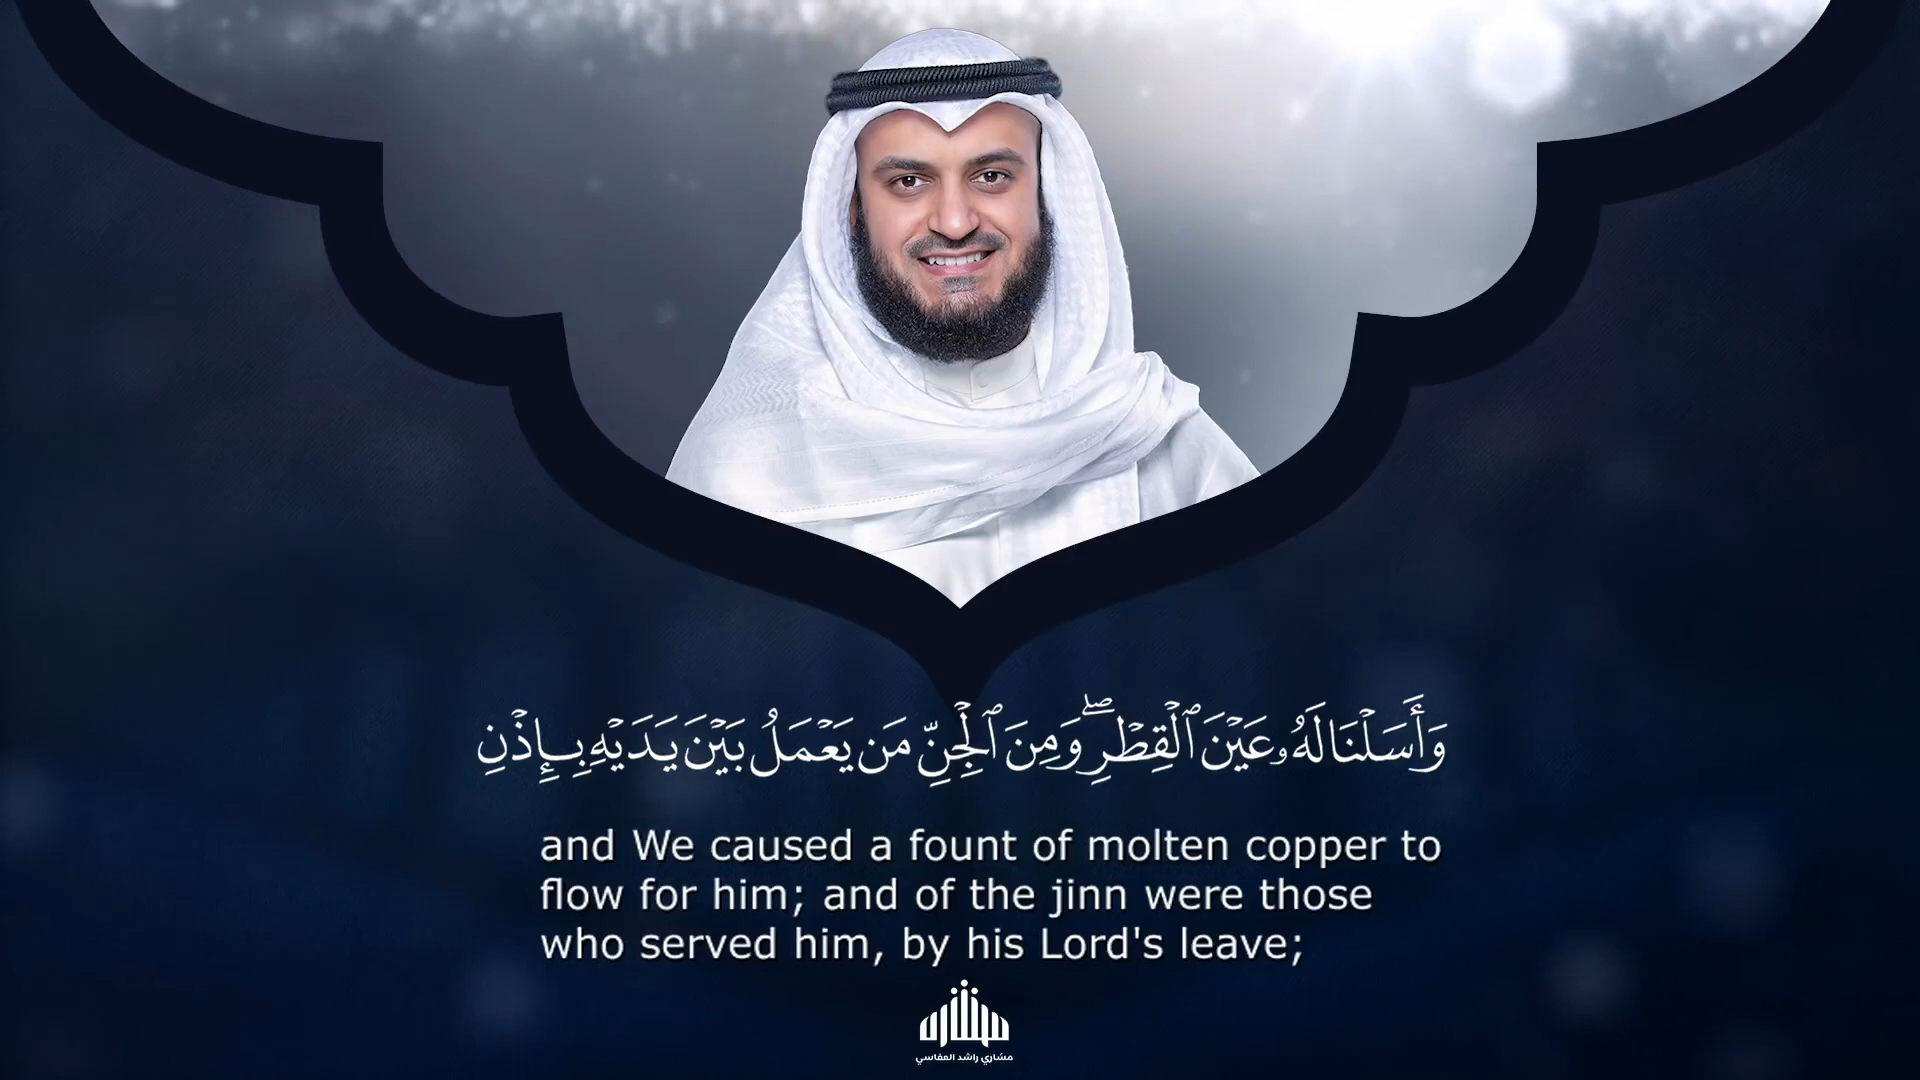 وَأَسَلْنَا لَهُۥ عَيْنَ ٱلْقِطْرِ ۖ وَمِنَ ٱلْجِنِّ مَن يَعْمَلُ بَيْنَ يَدَيْهِ بِإِذْنِ
and We caused a fount of molten copper to
flow for him; and of the jinn were those
who served him, by his Lord's leave;
مشاري راشد العفاسي